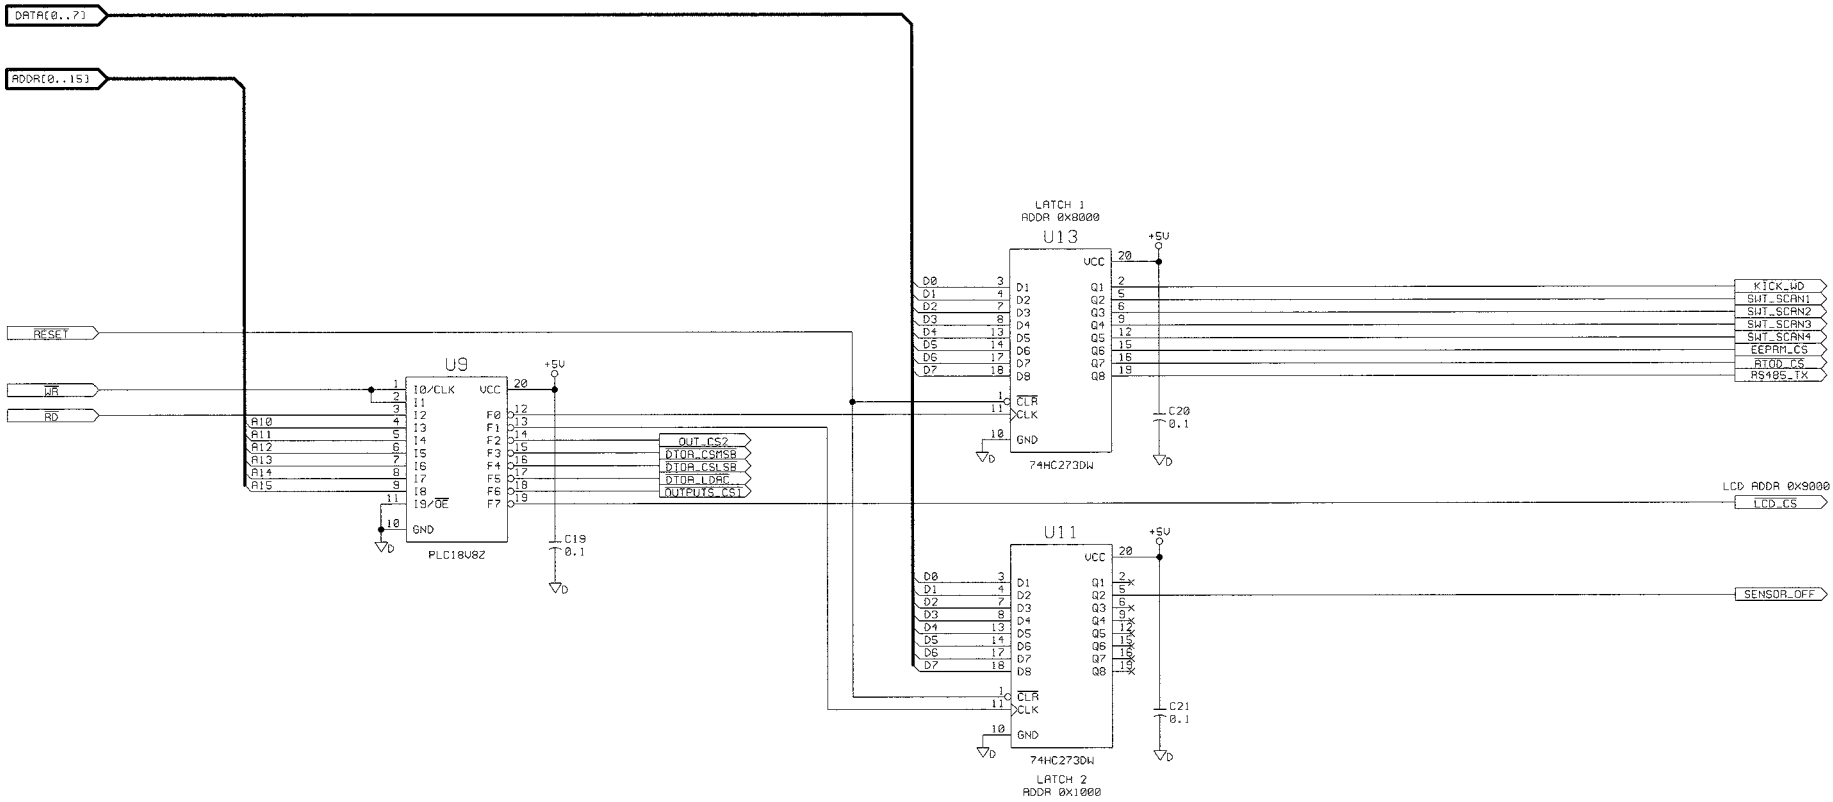 DATA[0..7]
ADDR[0..15]
RESET
WR
RD
A10
A11
A12
A13
A14
A15
U9
1 I0/CLK VCC 20
2 I1
3 I2 F0 12
4 I3 F1 13
5 I4 F2 14
6 I5 F3 15
7 I6 F4 16
8 I7 F5 17
9 I8 F6 18
11 I9/OE F7 19
10 GND
PLC18V8Z
D
+5V
C19
0.1
D
OUT_CS2
DTOA_CSMSB
DTOA_CSLSB
DTOA_LDAC
OUTPUTS_CS1
LATCH 1
ADDR 0X8000
U13
VCC 20
D0 3 D1 Q1 2
D1 4 D2 Q2 5
D2 7 D3 Q3 6
D3 8 D4 Q4 9
D4 13 D5 Q5 12
D5 14 D6 Q6 15
D6 17 D7 Q7 16
D7 18 D8 Q8 19
1 CLR
11 CLK
10 GND
D
74HC273DW
+5V
C20
0.1
D
KICK_WD
SWT_SCAN1
SWT_SCAN2
SWT_SCAN3
SWT_SCAN4
EEPRM_CS
ATOD_CS
RS485_TX
LCD ADDR 0X9000
LCD_CS
U11
VCC 20
D0 3 D1 Q1 2
D1 4 D2 Q2 5
D2 7 D3 Q3 6
D3 8 D4 Q4 9
D4 13 D5 Q5 12
D5 14 D6 Q6 15
D6 17 D7 Q7 16
D7 18 D8 Q8 19
1 CLR
11 CLK
10 GND
D
74HC273DW
LATCH 2
ADDR 0X1000
+5V
C21
0.1
D
SENSOR_OFF